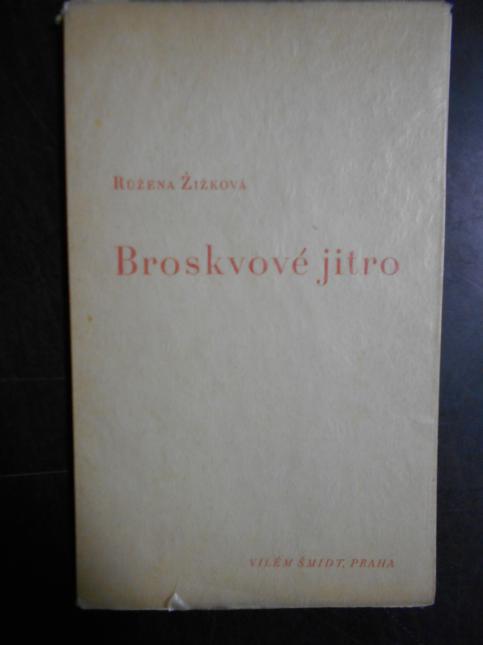 Růžena Žižková
Broskvové jitro
VILÉM ŠMIDT, PRAHA